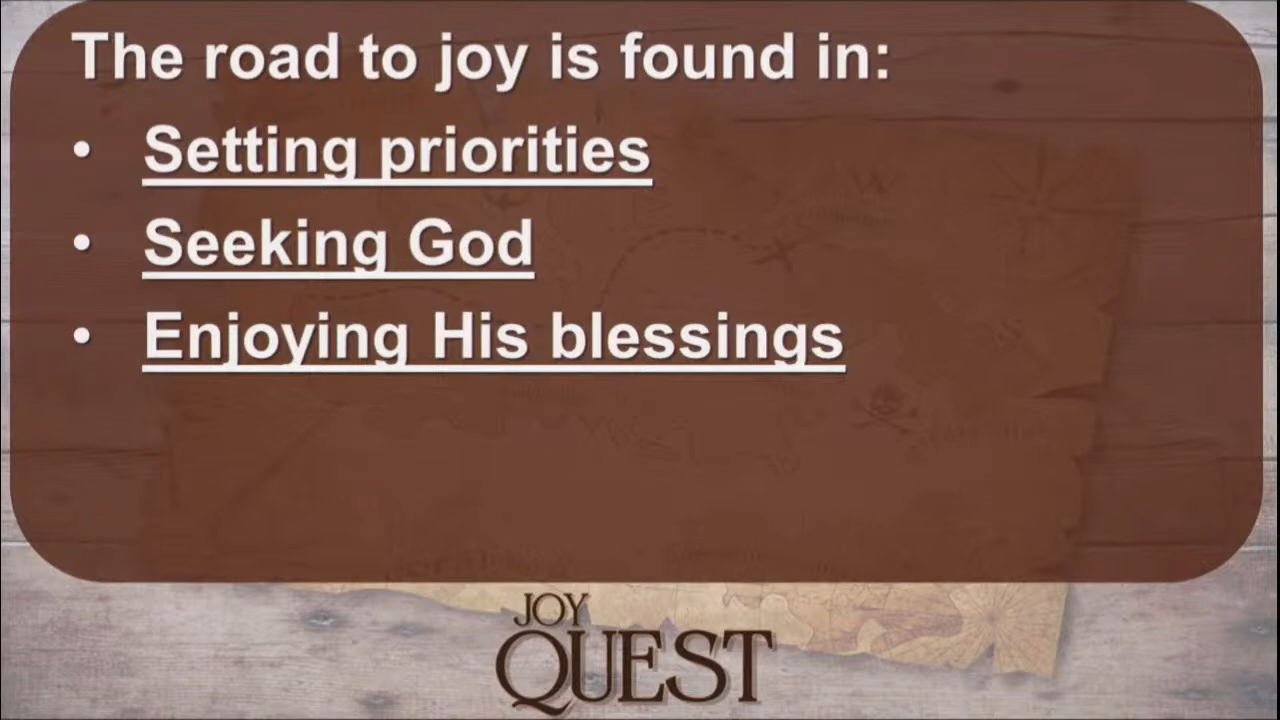 The road to joy is found in:
• Setting priorities
• Seeking God
• Enjoying His blessings
JOY
QUEST